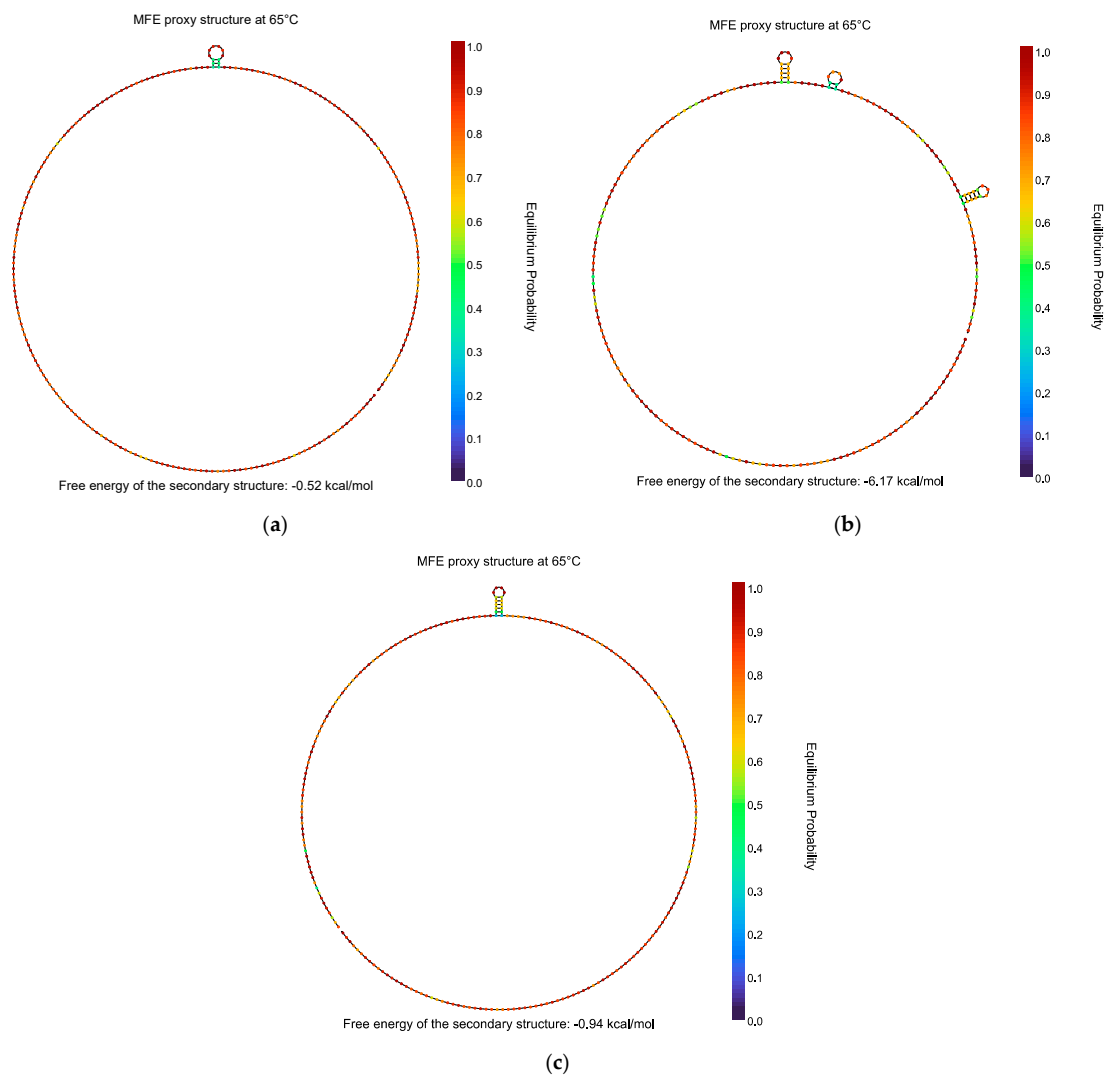 MFE proxy structure at 65°C
1.0
0.9
0.8
0.7
0.6
0.5
0.4
0.3
0.2
0.1
0.0
Equilibrium Probability
Free energy of the secondary structure: -0.52 kcal/mol
(a)
MFE proxy structure at 65°C
1.0
0.9
0.8
0.7
0.6
0.5
0.4
0.3
0.2
0.1
0.0
Equilibrium Probability
Free energy of the secondary structure: -6.17 kcal/mol
(b)
MFE proxy structure at 65°C
1.0
0.9
0.8
0.7
0.6
0.5
0.4
0.3
0.2
0.1
0.0
Equilibrium Probability
Free energy of the secondary structure: -0.94 kcal/mol
(c)